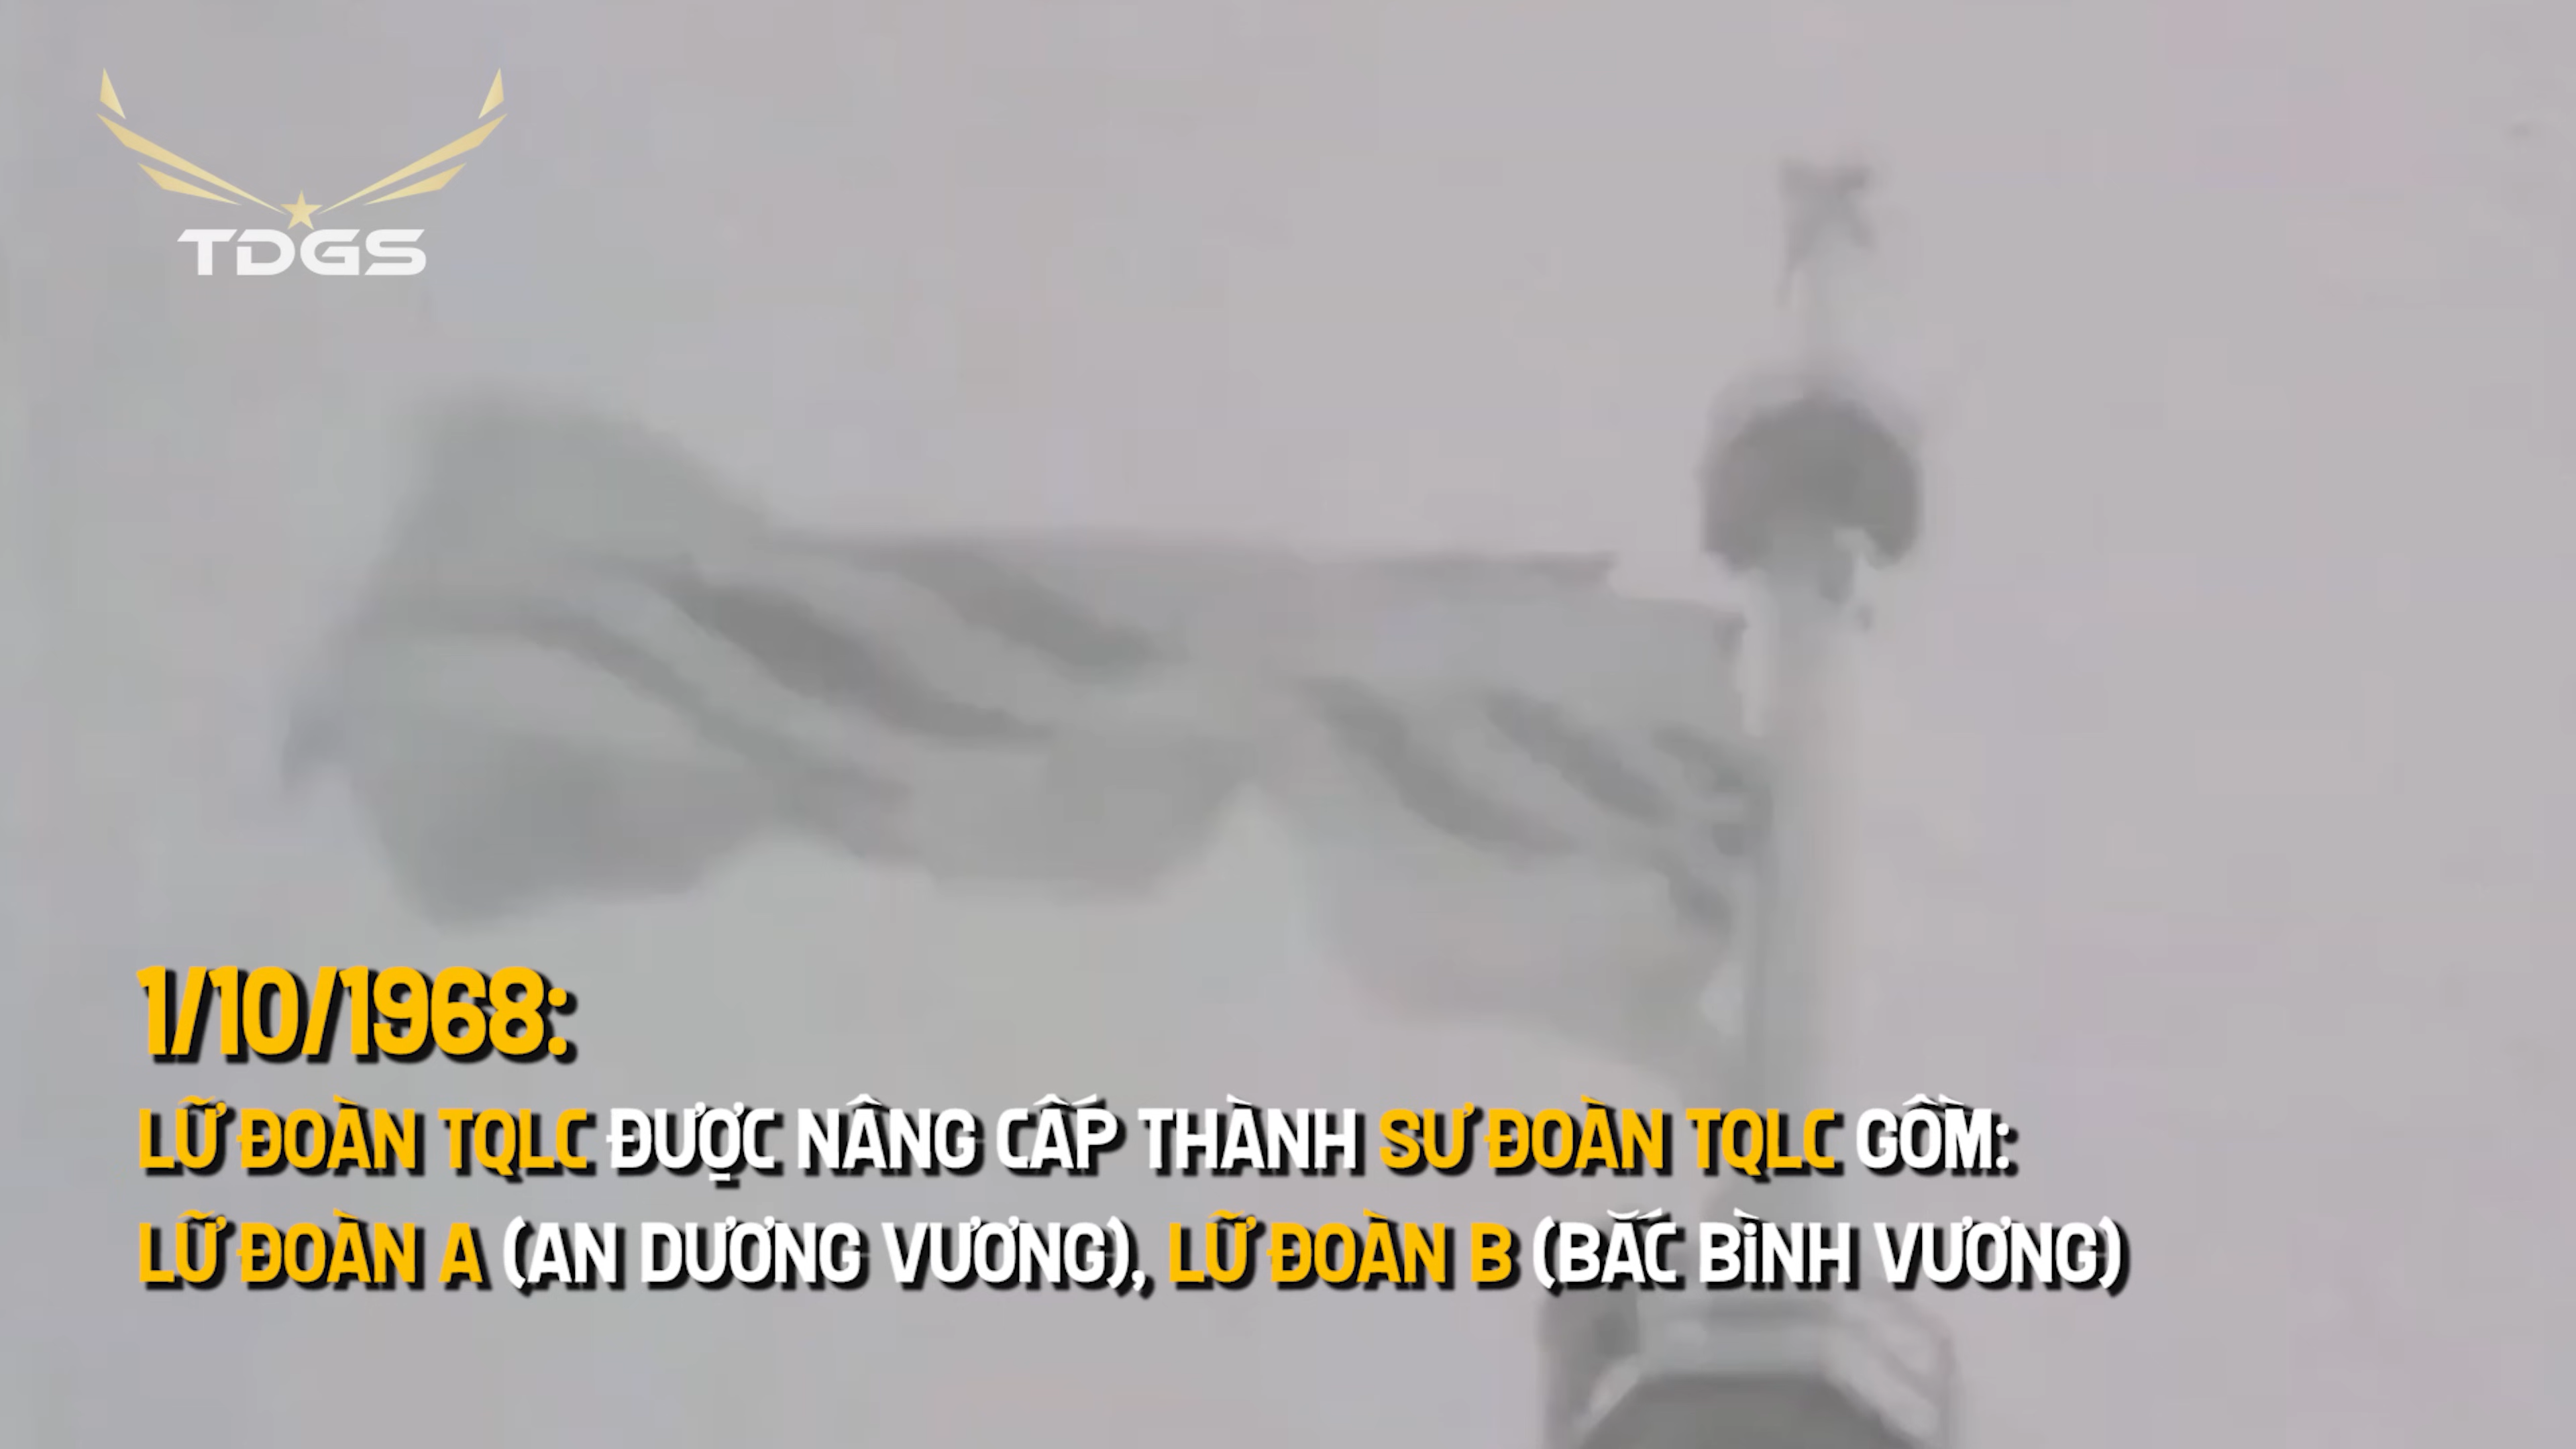 TDGS
1/10/1968:
LỮ ĐOÀN TQLC ĐƯỢC NÂNG CẤP THÀNH SƯ ĐOÀN TQLC GỒM:
LỮ ĐOÀN A (AN DƯƠNG VƯƠNG), LỮ ĐOÀN B (BẮC BÌNH VƯƠNG)